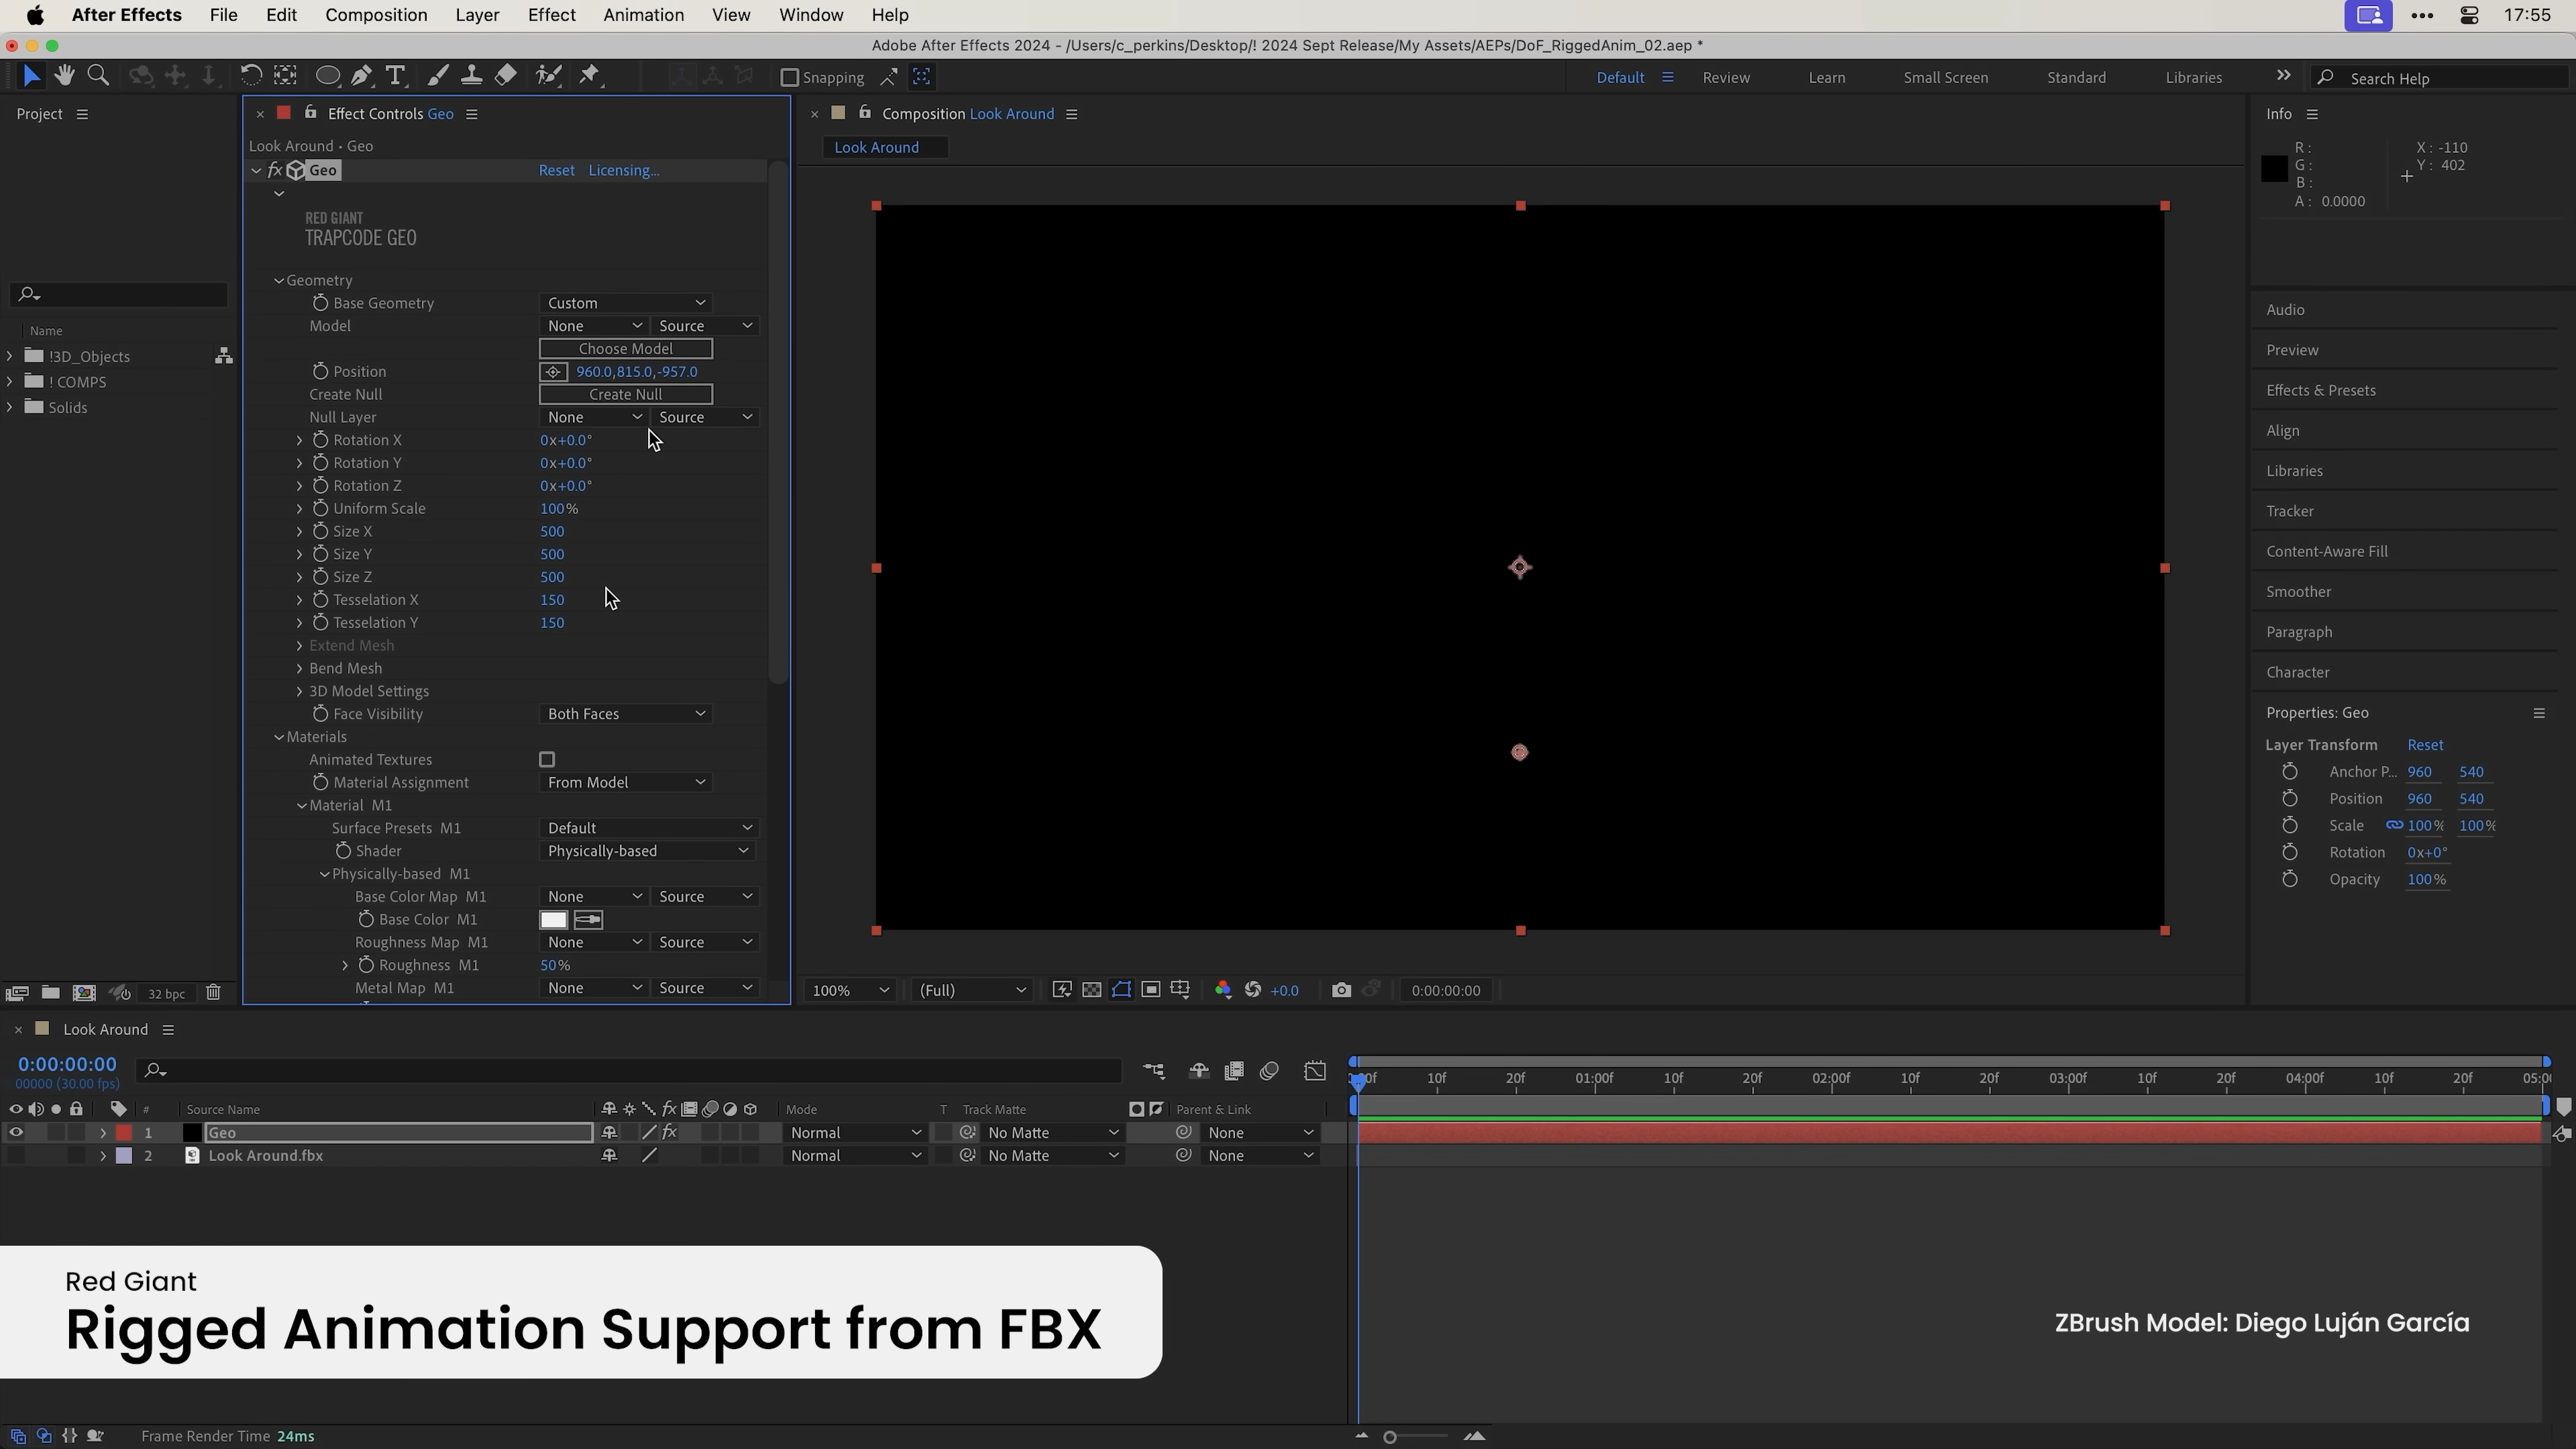 After Effects File Edit Composition Layer Effect Animation View Window Help 17:55
Adobe After Effects 2024 - /Users/c_perkins/Desktop/! 2024 Sept Release/My Assets/AEPs/DoF_RiggedAnim_02.aep *
Snapping Default Review Learn Small Screen Standard Libraries Search Help
Project
Name
!3D_Objects
! COMPS
Solids
32 bpc
Effect Controls Geo
Look Around • Geo
fx Geo Reset Licensing...
RED GIANT
TRAPCODE GEO
Geometry
Base Geometry Custom
Model None Source
Choose Model
Position 960.0,815.0,-957.0
Create Null Create Null
Null Layer None Source
Rotation X 0x+0.0°
Rotation Y 0x+0.0°
Rotation Z 0x+0.0°
Uniform Scale 100%
Size X 500
Size Y 500
Size Z 500
Tesselation X 150
Tesselation Y 150
Extend Mesh
Bend Mesh
3D Model Settings
Face Visibility Both Faces
Materials
Animated Textures
Material Assignment From Model
Material M1
Surface Presets M1 Default
Shader Physically-based
Physically-based M1
Base Color Map M1 None Source
Base Color M1
Roughness Map M1 None Source
Roughness M1 50%
Metal Map M1 None Source
Composition Look Around
Look Around
100% (Full) +0.0 0:00:00:00
Info
R : X : -110
G : Y : 402
B :
A : 0.0000
Audio
Preview
Effects & Presets
Align
Libraries
Tracker
Content-Aware Fill
Smoother
Paragraph
Character
Properties: Geo
Layer Transform Reset
Anchor P... 960 540
Position 960 540
Scale 100% 100%
Rotation 0x+0°
Opacity 100%
Look Around
0:00:00:00
00000 (30.00 fps)
10f 20f 01:00f 10f 20f 02:00f 10f 20f 03:00f 10f 20f 04:00f 10f 20f
# Source Name fx Mode T Track Matte Parent & Link
1 Geo fx Normal No Matte None
2 Look Around.fbx Normal No Matte None
Red Giant
Rigged Animation Support from FBX
ZBrush Model: Diego Luján García
Frame Render Time 24ms